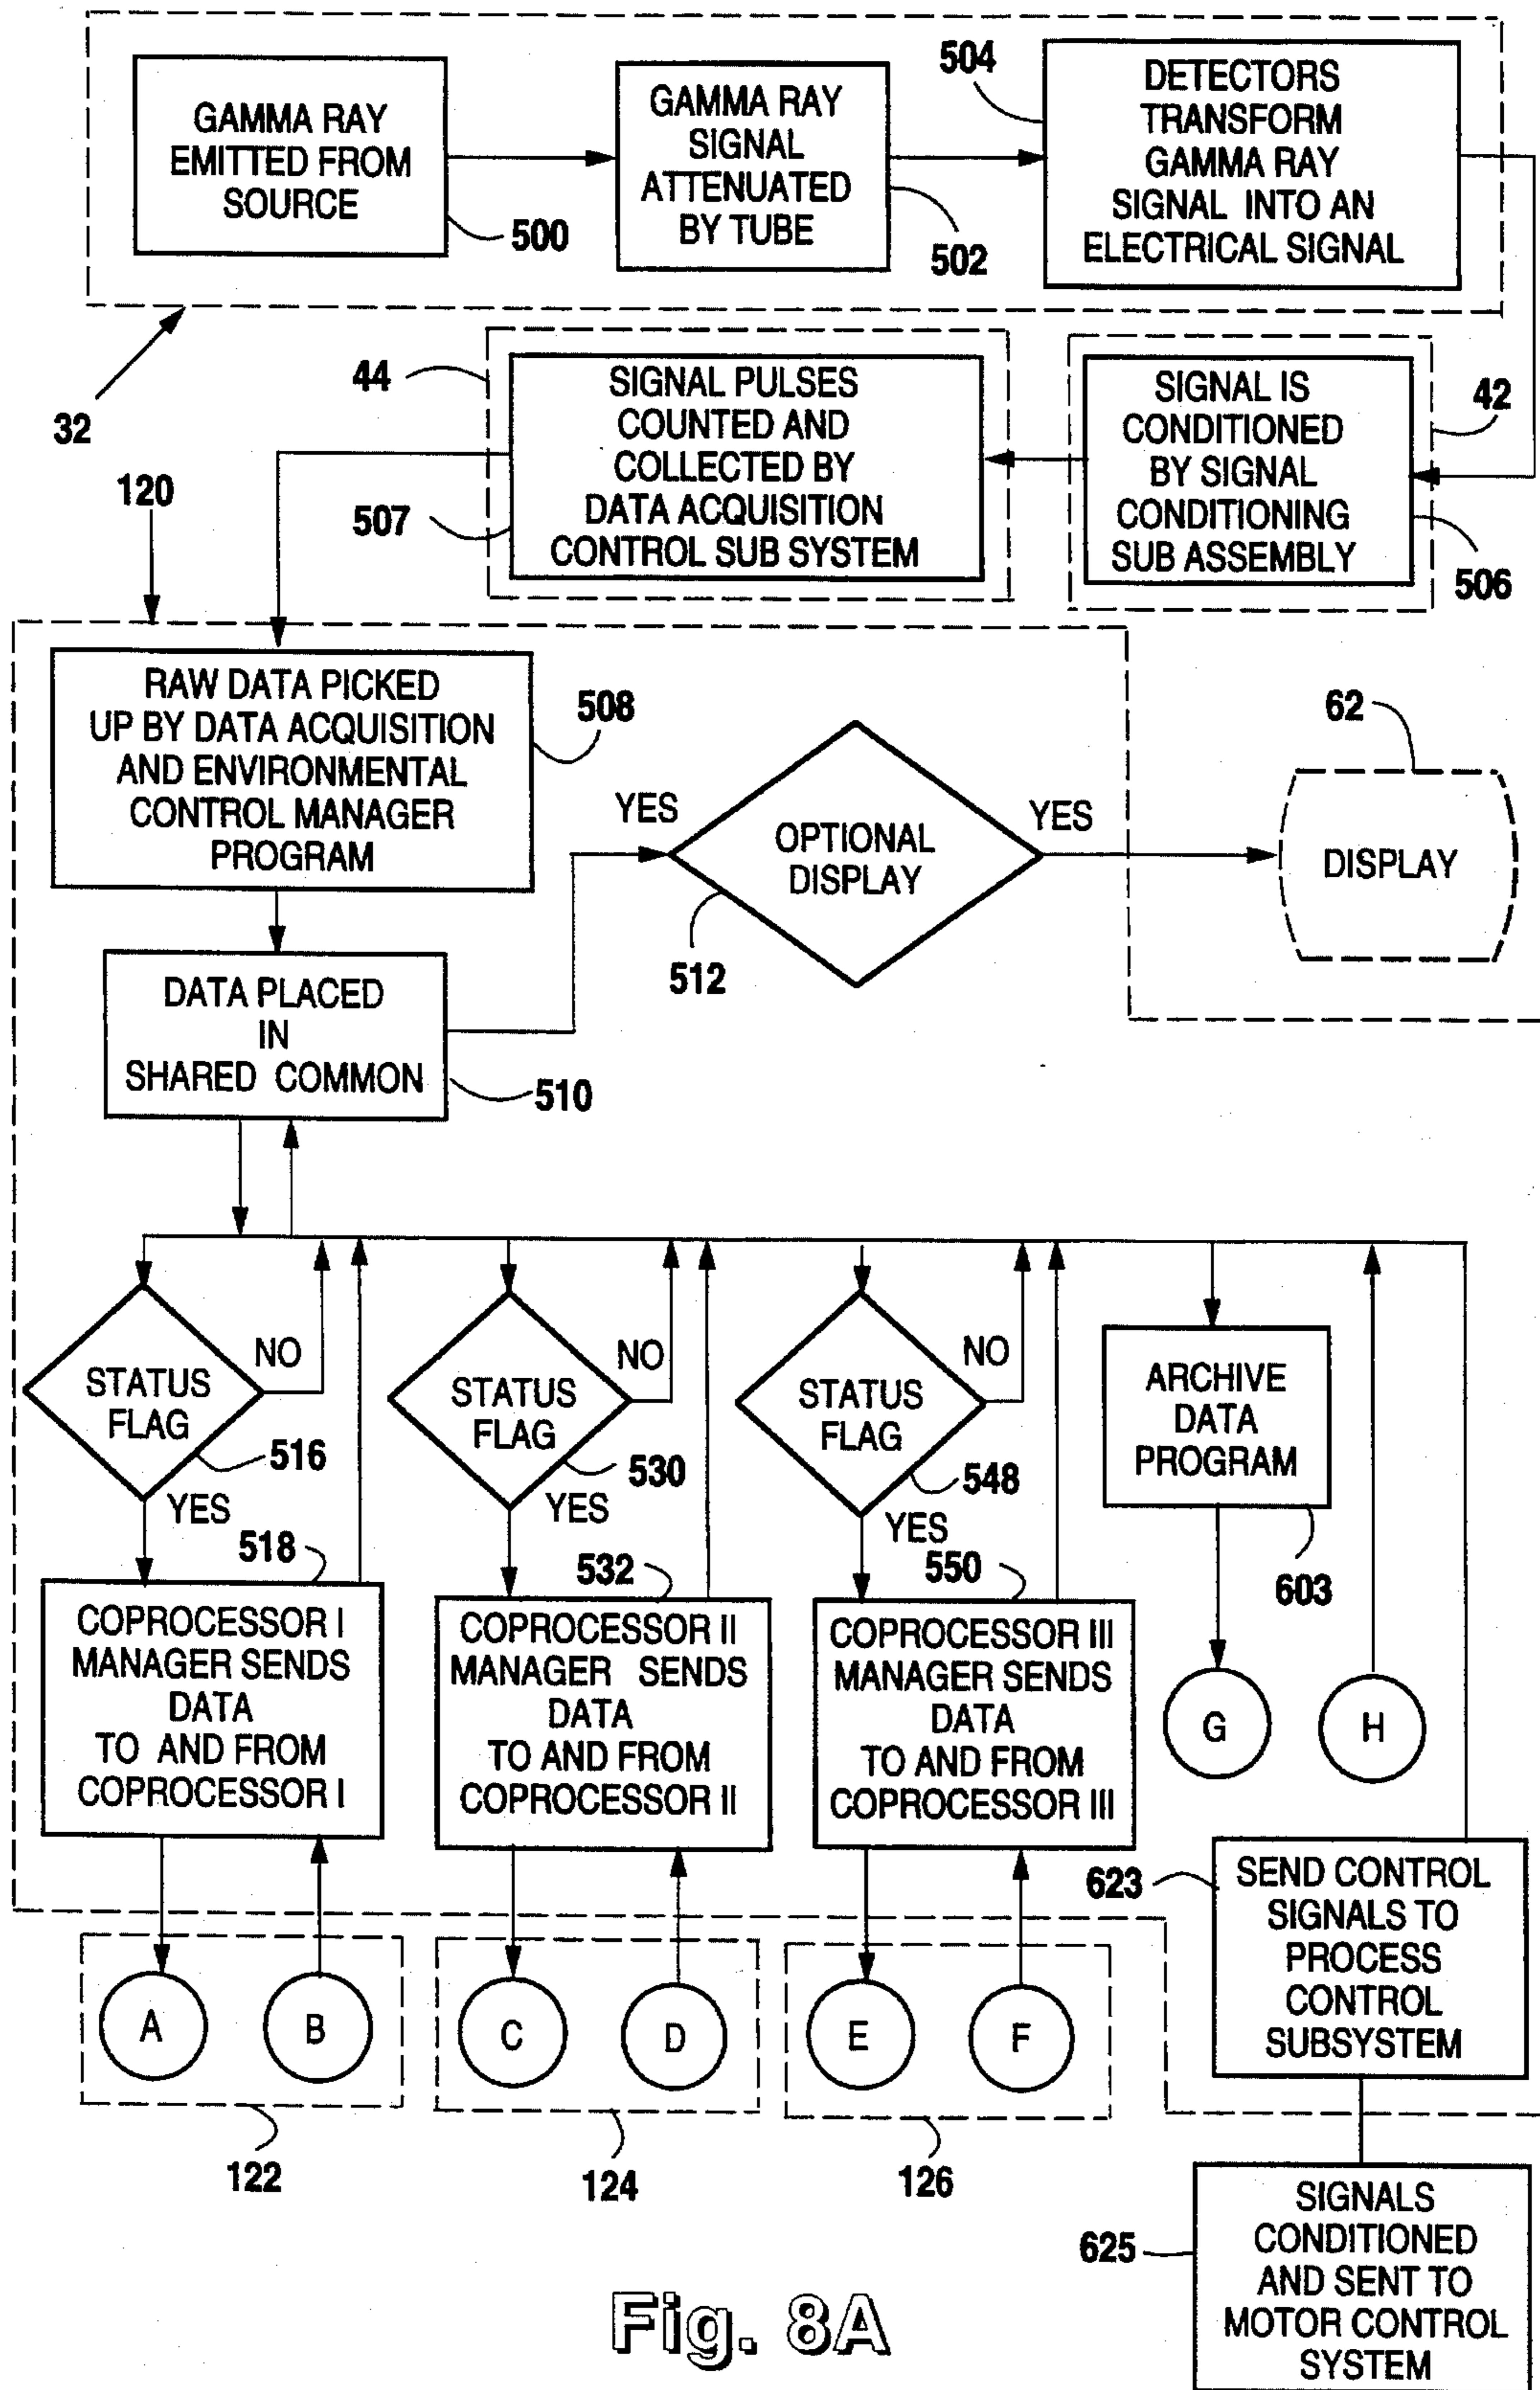 GAMMA RAY
EMITTED FROM
SOURCE
500
GAMMA RAY
SIGNAL
ATTENUATED
BY TUBE
502
504
DETECTORS
TRANSFORM
GAMMA RAY
SIGNAL INTO AN
ELECTRICAL SIGNAL
32
44
SIGNAL PULSES
COUNTED AND
COLLECTED BY
DATA ACQUISITION
CONTROL SUB SYSTEM
507
SIGNAL IS
CONDITIONED
BY SIGNAL
CONDITIONING
SUB ASSEMBLY
42
506
120
RAW DATA PICKED
UP BY DATA ACQUISITION
AND ENVIRONMENTAL
CONTROL MANAGER
PROGRAM
508
YES
OPTIONAL
DISPLAY
512
YES
62
DISPLAY
DATA PLACED
IN
SHARED COMMON
510
STATUS
FLAG
NO
516
YES
STATUS
FLAG
NO
530
YES
STATUS
FLAG
NO
548
YES
ARCHIVE
DATA
PROGRAM
603
518
COPROCESSOR I
MANAGER SENDS
DATA
TO AND FROM
COPROCESSOR I
532
COPROCESSOR II
MANAGER SENDS
DATA
TO AND FROM
COPROCESSOR II
550
COPROCESSOR III
MANAGER SENDS
DATA
TO AND FROM
COPROCESSOR III
G
H
623
SEND CONTROL
SIGNALS TO
PROCESS
CONTROL
SUBSYSTEM
A
B
C
D
E
F
122
124
126
625
SIGNALS
CONDITIONED
AND SENT TO
MOTOR CONTROL
SYSTEM
Fig. 8A